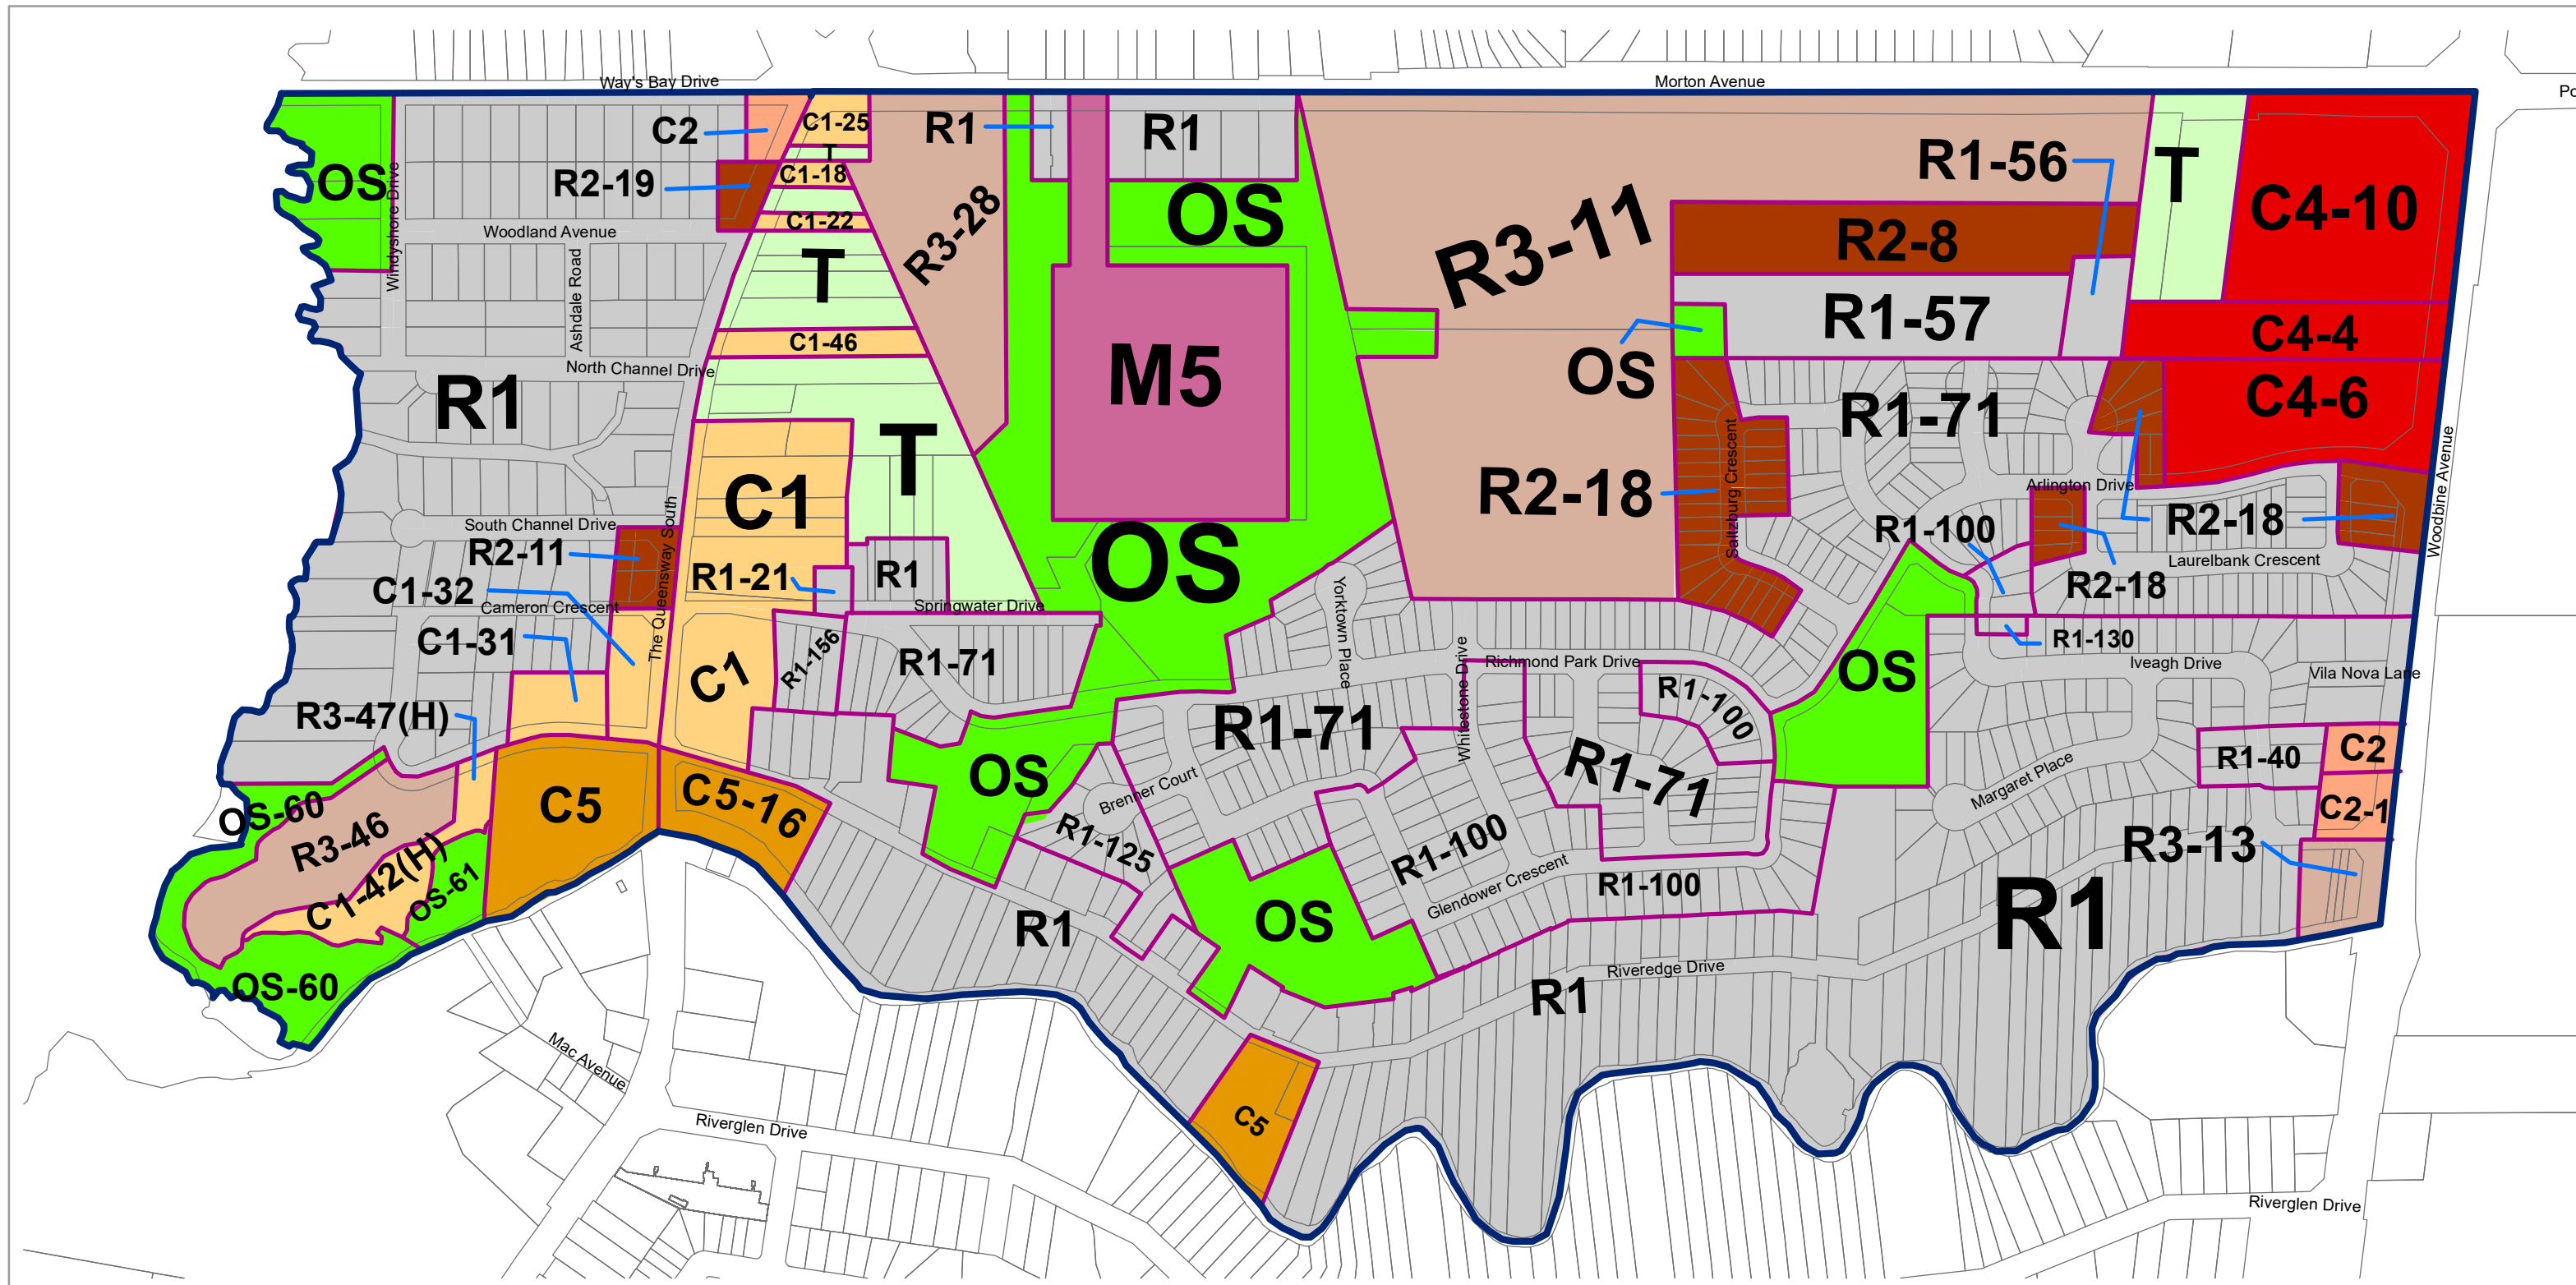 Way's Bay Drive
Morton Avenue
Po
C2
C1-25
R1
R1
T
C1-18
R2-19
OS
Windyshore Drive
C1-22
Woodland Avenue
R3-28
OS
R3-11
R1-56
T
C4-10
R2-8
T
Ashdale Road
R1-57
C4-4
C1-46
North Channel Drive
M5
OS
R1
R1-71
C4-6
T
C1
R2-18
Saltzburg Crescent
Arlington Drive
Woodbine Avenue
South Channel Drive
The Queensway South
R2-11
R1-100
R2-18
C1-32
R1-21
R1
OS
Laurelbank Crescent
R2-18
Cameron Crescent
Springwater Drive
Yorktown Place
C1-31
C1
R1-156
R1-71
Whitestone Drive
Richmond Park Drive
OS
R1-130
Iveagh Drive
Vila Nova Lane
R3-47(H)
R1-71
R1-100
R1-71
OS
Brenner Court
Margaret Place
R1-40
C2
C5
C5-16
C2-1
OS-60
R3-46
C1-42(H)
OS-61
R1-125
R1-100
Glendower Crescent
R1-100
R3-13
R1
OS
R1
OS-60
Riveredge Drive
R1
Mac Avenue
C5
Riverglen Drive
Riverglen Drive